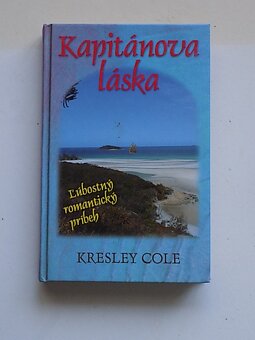 Kapitánova
láska
Ľúbostný
romantický
príbeh
KRESLEY COLE